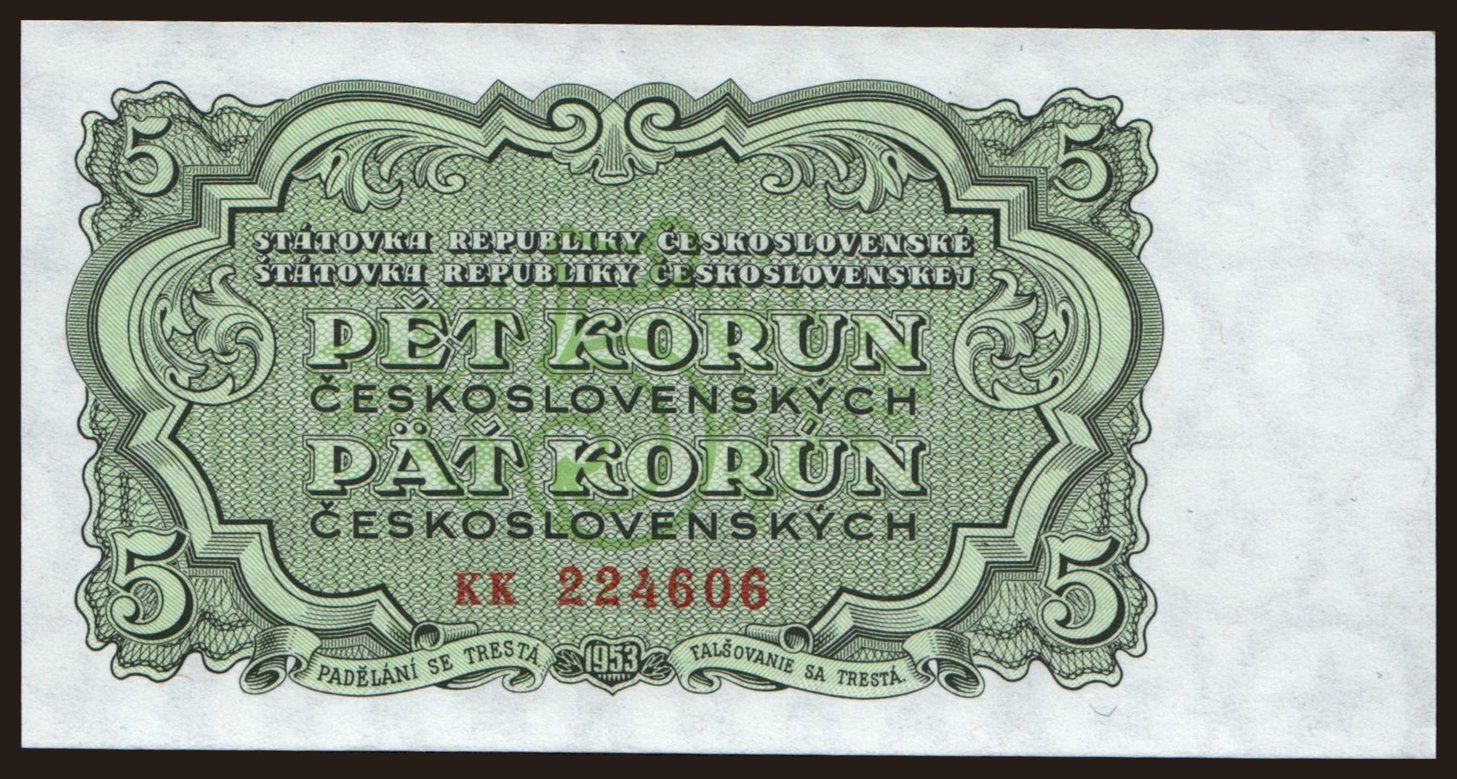 5 5
STÁTOVKA REPUBLIKY ČESKOSLOVENSKÉ
ŠTÁTOVKA REPUBLIKY ČESKOSLOVENSKEJ
PĚT KORUN
ČESKOSLOVENSKÝCH
PÄŤ KORÚN
ČESKOSLOVENSKÝCH
5 5
KK 224606
PADĚLÁNÍ SE TRESTÁ 1953 FALŠOVANIE SA TRESTÁ.